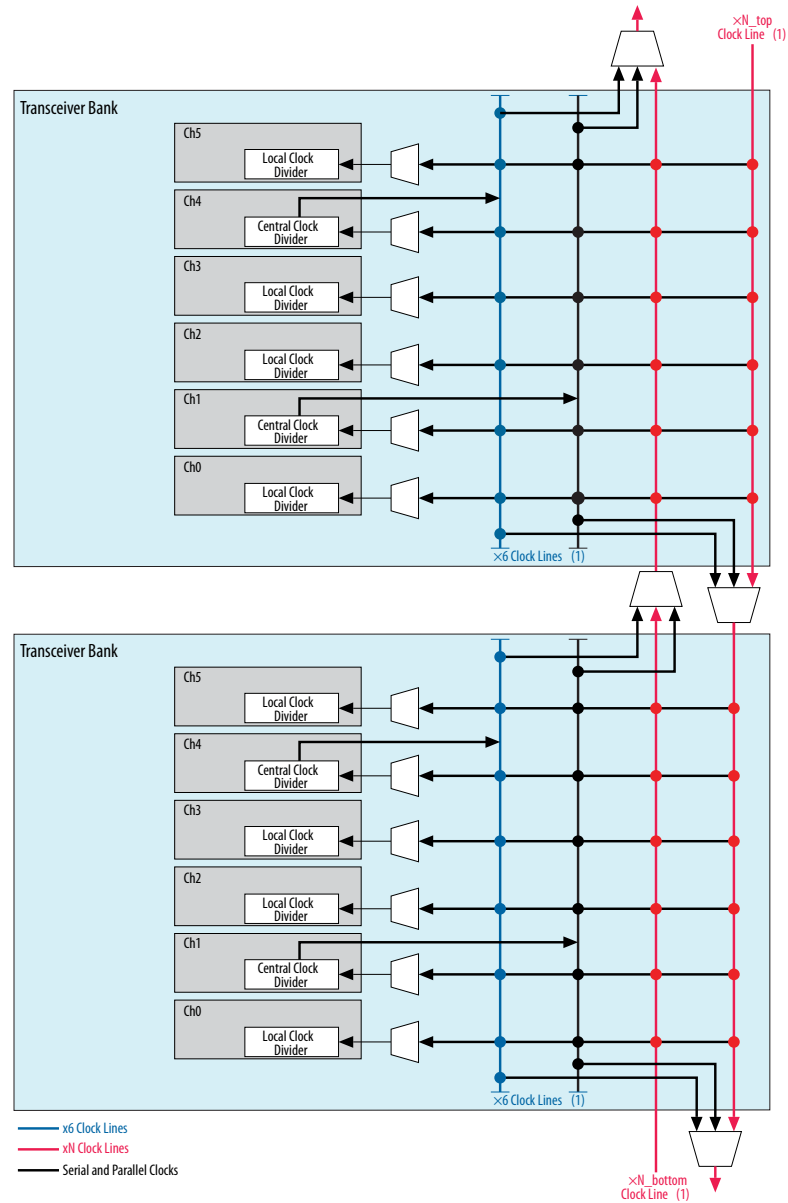 ×N_top
Clock Line (1)
Transceiver Bank
Ch5
Local Clock
Divider
Ch4
Central Clock
Divider
Ch3
Local Clock
Divider
Ch2
Local Clock
Divider
Ch1
Central Clock
Divider
Ch0
Local Clock
Divider
×6 Clock Lines (1)
Transceiver Bank
Ch5
Local Clock
Divider
Ch4
Central Clock
Divider
Ch3
Local Clock
Divider
Ch2
Local Clock
Divider
Ch1
Central Clock
Divider
Ch0
Local Clock
Divider
×6 Clock Lines (1)
x6 Clock Lines
xN Clock Lines
Serial and Parallel Clocks
×N_bottom
Clock Line (1)